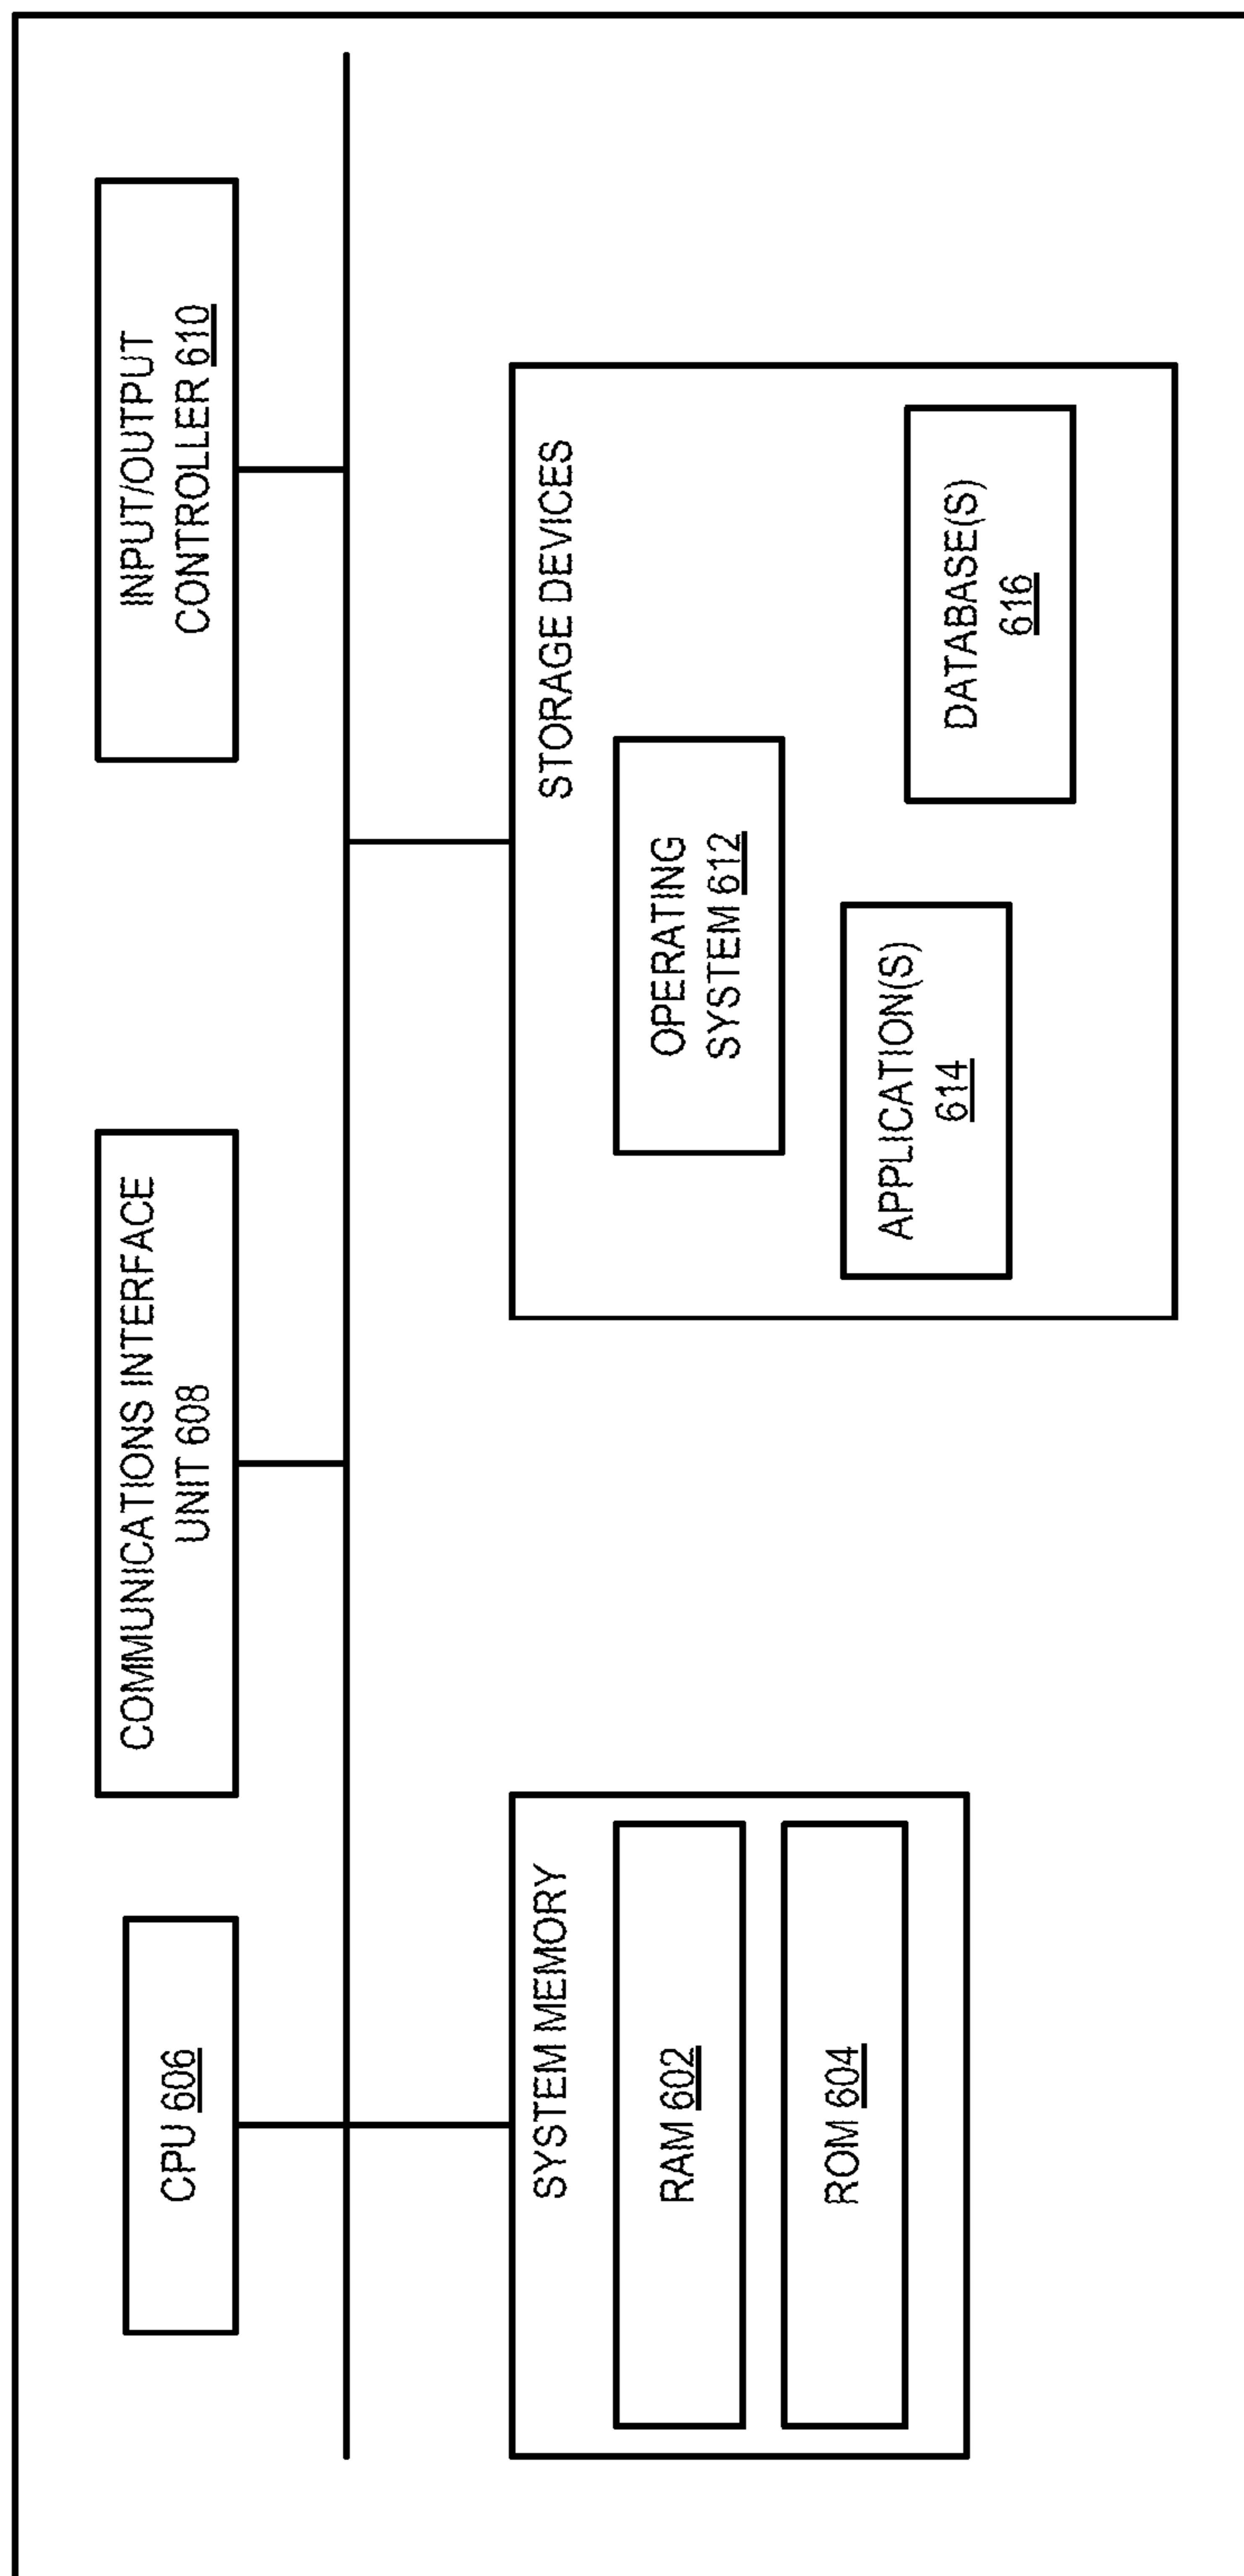 CPU 606
COMMUNICATIONS INTERFACE
UNIT 608
INPUT/OUTPUT
CONTROLLER 610
SYSTEM MEMORY
RAM 602
ROM 604
STORAGE DEVICES
OPERATING
SYSTEM 612
APPLICATION(S)
614
DATABASE(S)
616